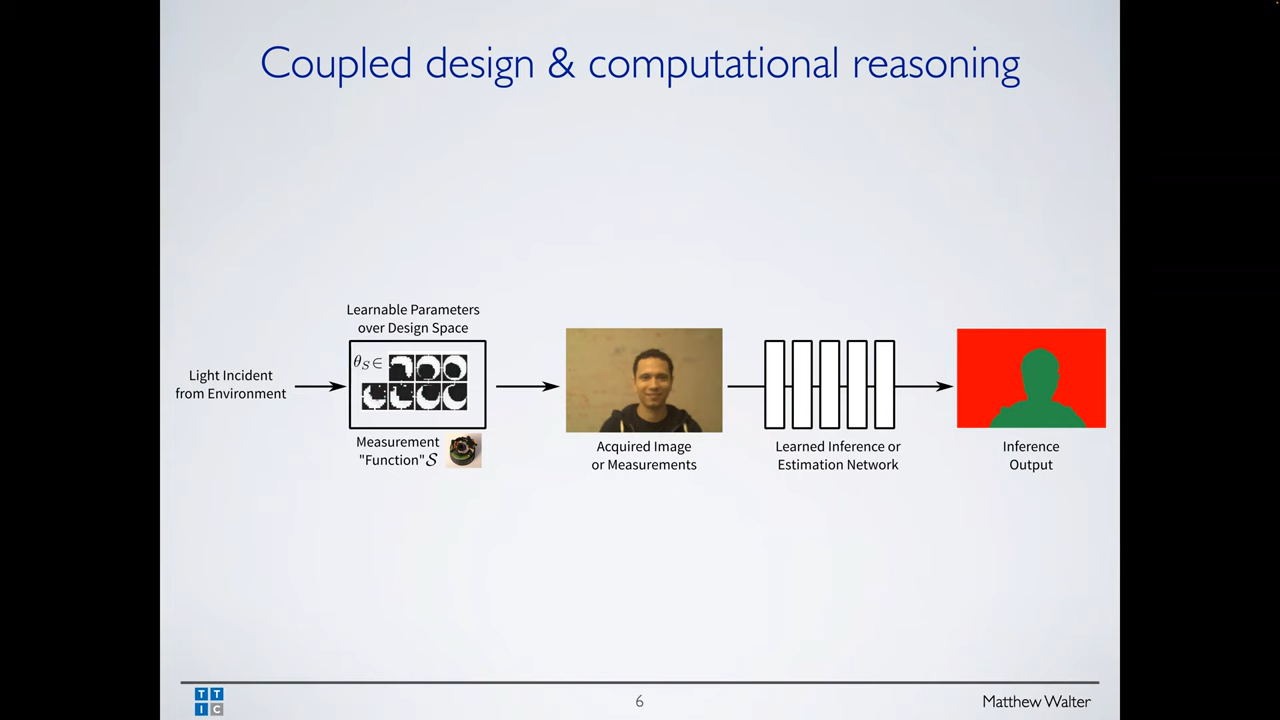 Coupled design & computational reasoning
Learnable Parameters
over Design Space
θ_S ∈
Light Incident
from Environment
Measurement
"Function" 𝒮
Acquired Image
or Measurements
Learned Inference or
Estimation Network
Inference
Output
T T
I C
6
Matthew Walter